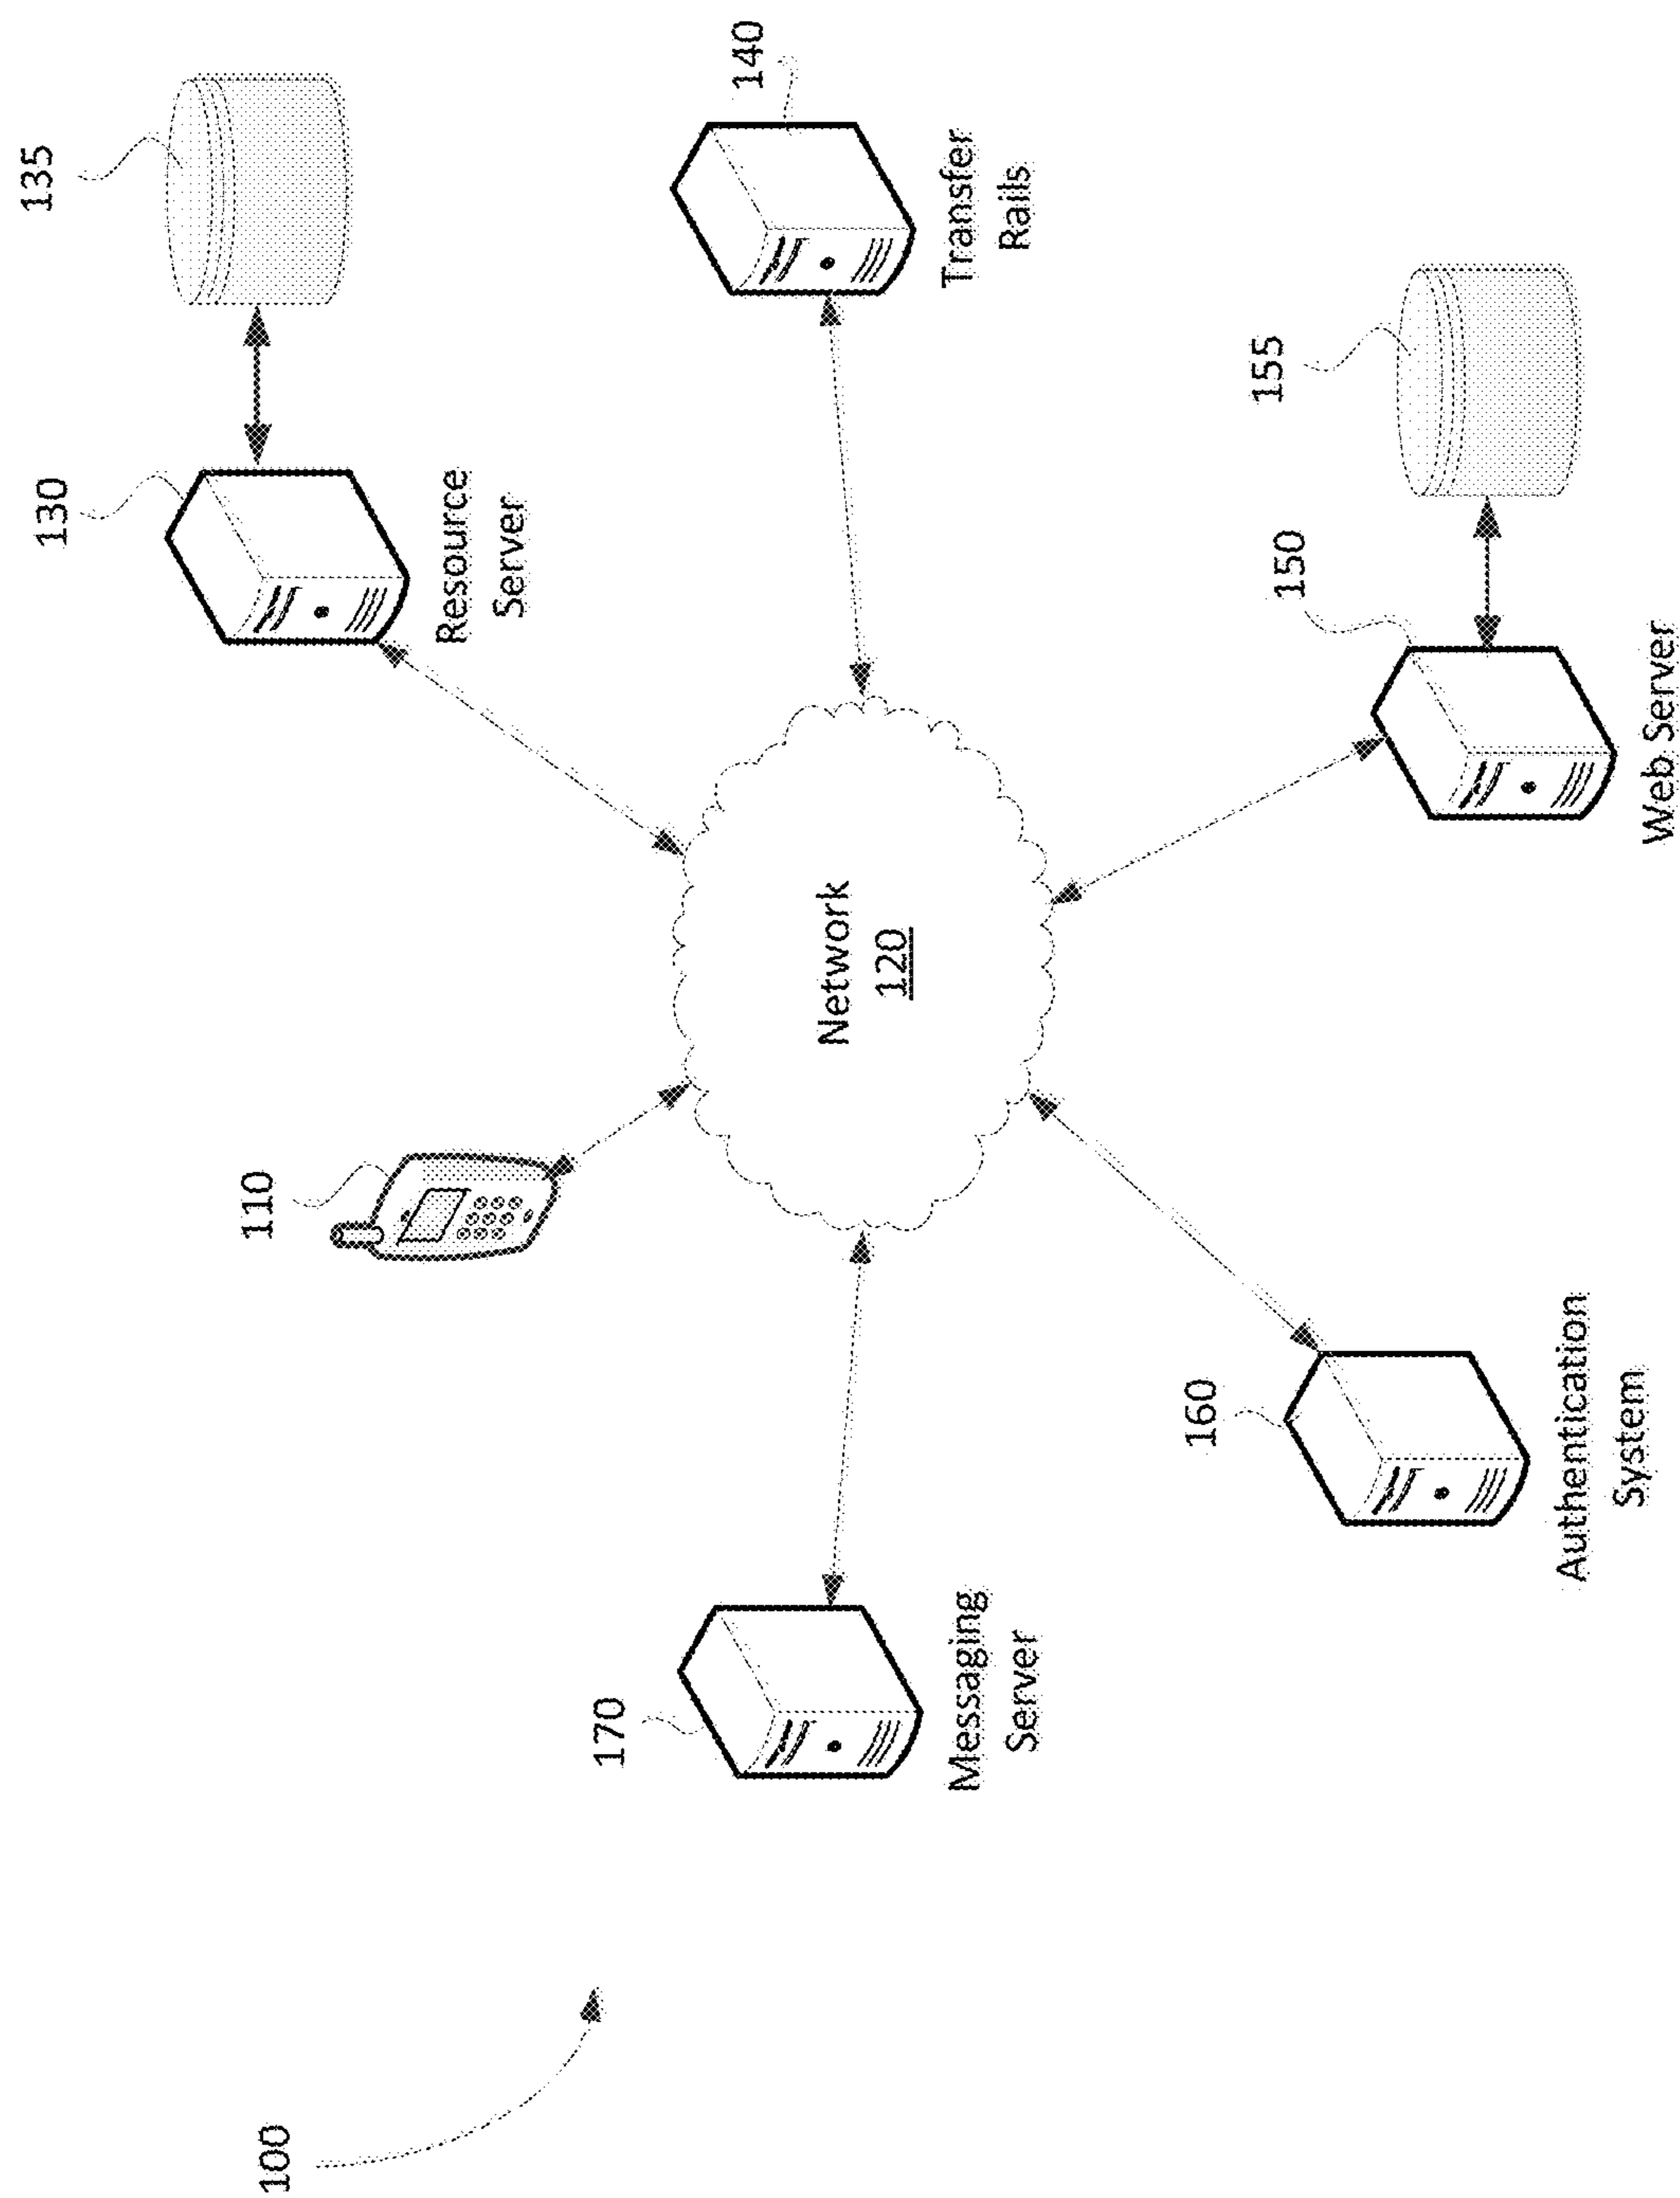 100
110
130
135
Resource
Server
170
Messaging
Server
Network
120
140
Transfer
Rails
160
Authentication
System
150
155
Web Server